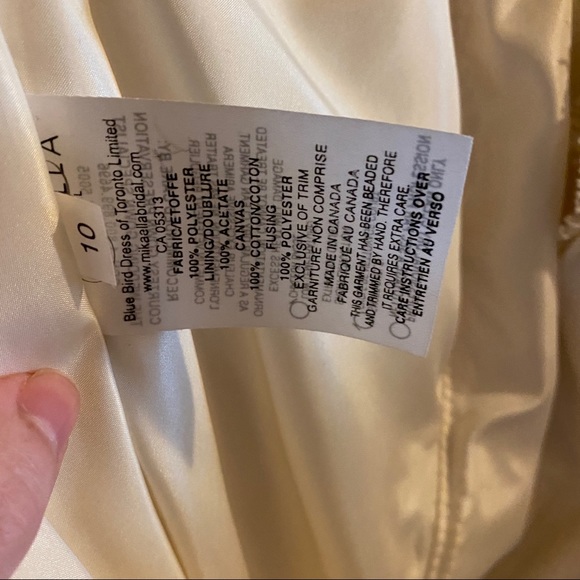 10
Blue Bird Dress of Toronto Limited
www.mikaellabridal.com
CA 05313
FABRIC/ETOFFE
100% POLYESTER
LINING/DOUBLURE
100% ACETATE
CANVAS
100% COTTON/COTON
FUSING
100% POLYESTER
EXCLUSIVE OF TRIM
GARNITURE NON COMPRISE
MADE IN CANADA
FABRIQUÉ AU CANADA
THIS GARMENT HAS BEEN BEADED
AND TRIMMED BY HAND, THEREFORE
IT REQUIRES EXTRA CARE.
CARE INSTRUCTIONS OVER
ENTRETIEN AU VERSO